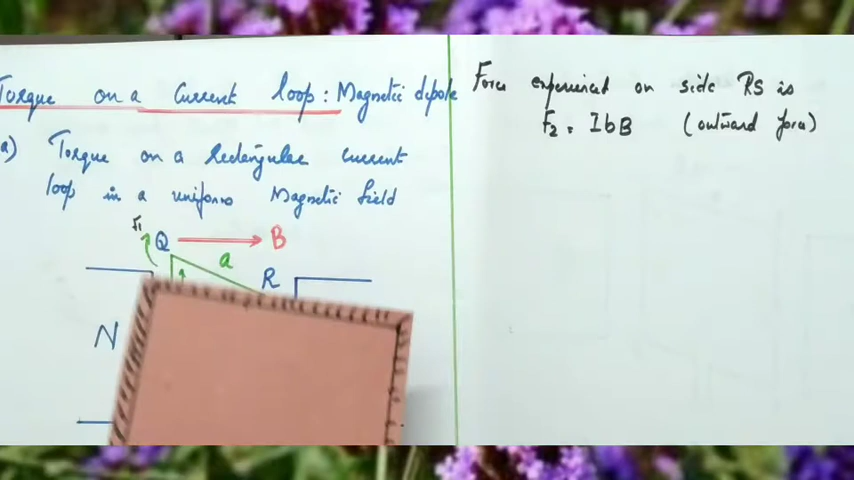 Torque on a Current loop: Magnetic dipole
a) Torque on a Rectangular current
loop in a uniform Magnetic field
F₁
Q B
a
R
N
Force experienced on side RS is
F₂ = IbB (outward force)